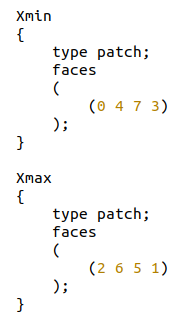 Xmin
{
    type patch;
    faces
    (
        (0 4 7 3)
    );
}
Xmax
{
    type patch;
    faces
    (
        (2 6 5 1)
    );
}